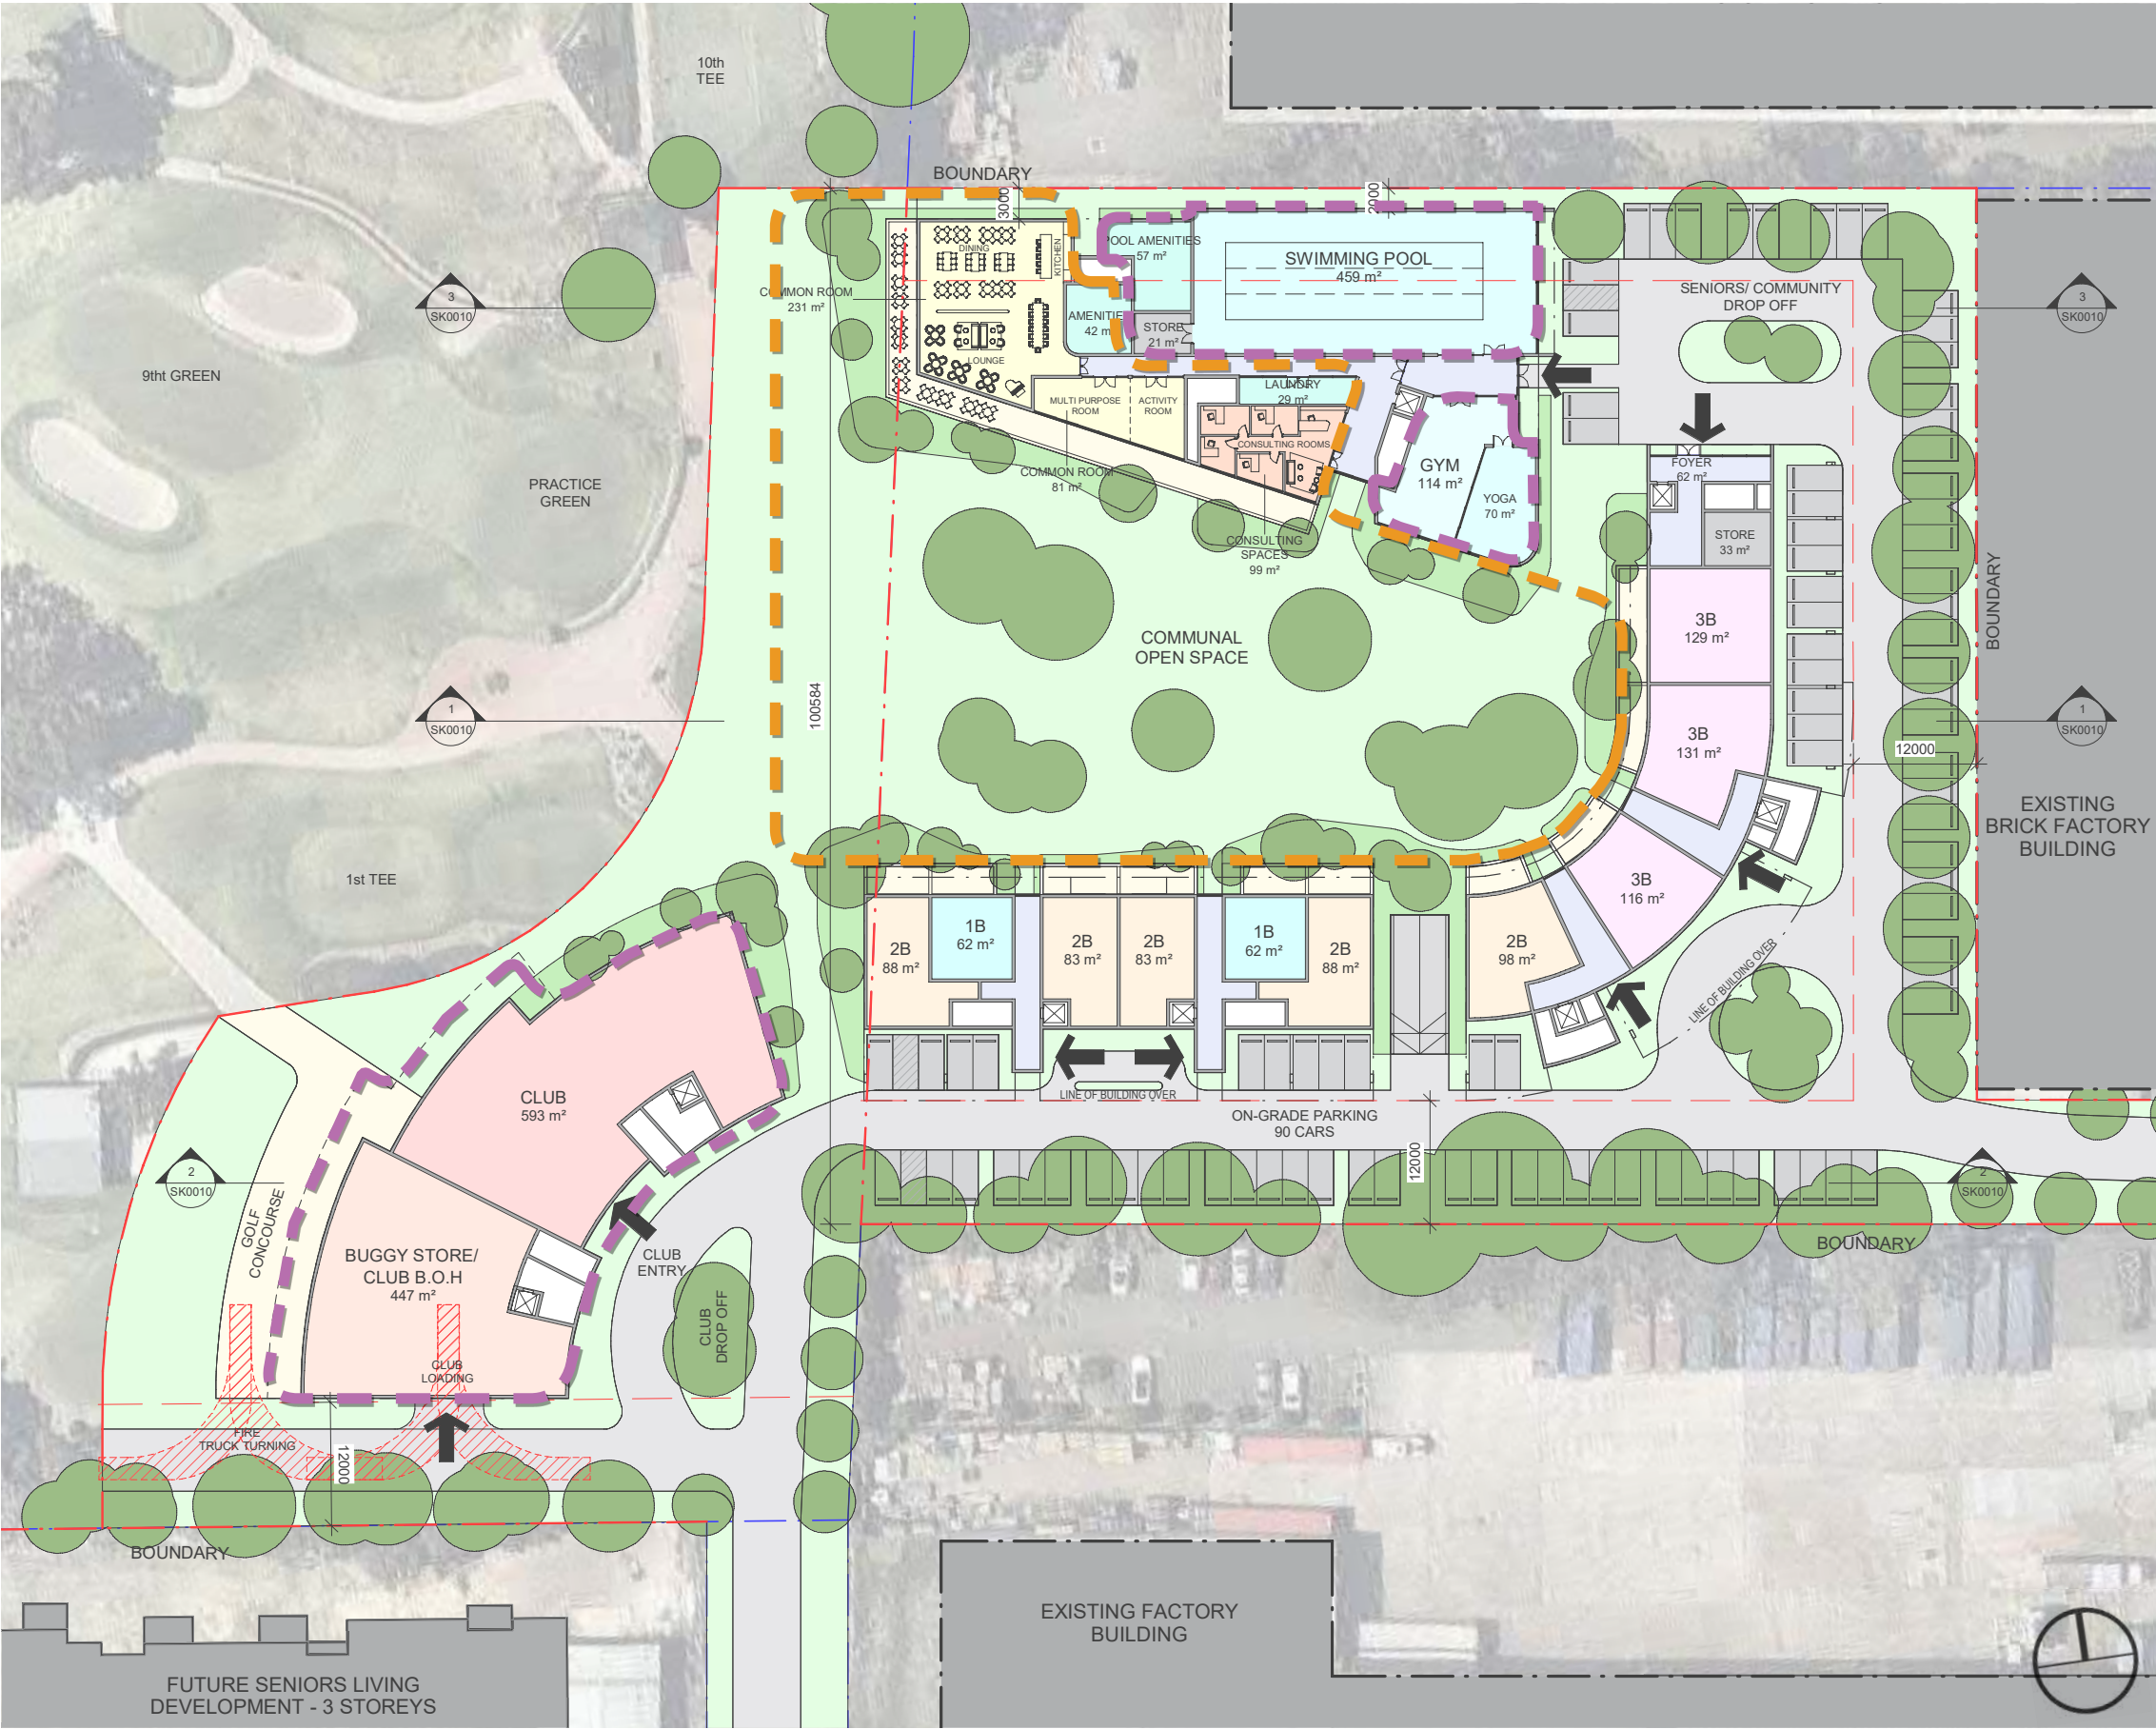 10th
TEE
BOUNDARY
3000
2000
DINING
KITCHEN
POOL AMENITIES
57 m²
SWIMMING POOL
459 m²
COMMON ROOM
231 m²
SENIORS/ COMMUNITY
DROP OFF
3
SK0010
3
SK0010
AMENITIE
42 m
STORE
21 m²
LOUNGE
9tht GREEN
LAUNDRY
29 m²
MULTI PURPOSE
ROOM
ACTIVITY
ROOM
CONSULTING ROOMS
COMMON ROOM
81 m²
GYM
114 m²
YOGA
70 m²
FOYER
62 m²
PRACTICE
GREEN
STORE
33 m²
CONSULTING
SPACES
99 m²
BOUNDARY
COMMUNAL
OPEN SPACE
3B
129 m²
100584
1
SK0010
3B
131 m²
1
SK0010
12000
EXISTING
BRICK FACTORY
BUILDING
1st TEE
3B
116 m²
2B
88 m²
1B
62 m²
2B
83 m²
2B
83 m²
1B
62 m²
2B
88 m²
2B
98 m²
LINE OF BUILDING OVER
CLUB
593 m²
LINE OF BUILDING OVER
ON-GRADE PARKING
90 CARS
12000
2
SK0010
2
SK0010
GOLF
CONCOURSE
BUGGY STORE/
CLUB B.O.H
447 m²
CLUB
ENTRY
BOUNDARY
CLUB
DROP OFF
CLUB
LOADING
FIRE
TRUCK TURNING
12000
BOUNDARY
EXISTING FACTORY
BUILDING
FUTURE SENIORS LIVING
DEVELOPMENT - 3 STOREYS